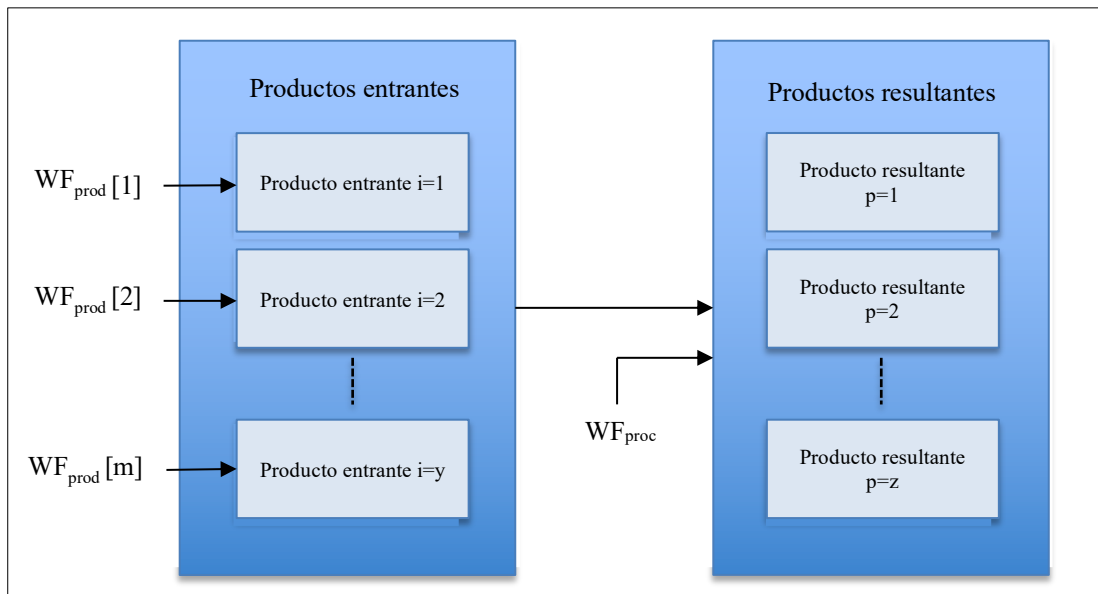 Productos entrantes
WFprod [1]
Producto entrante i=1
WFprod [2]
Producto entrante i=2
WFprod [m]
Producto entrante i=y
WFproc
Productos resultantes
Producto resultante
p=1
Producto resultante
p=2
Producto resultante
p=z